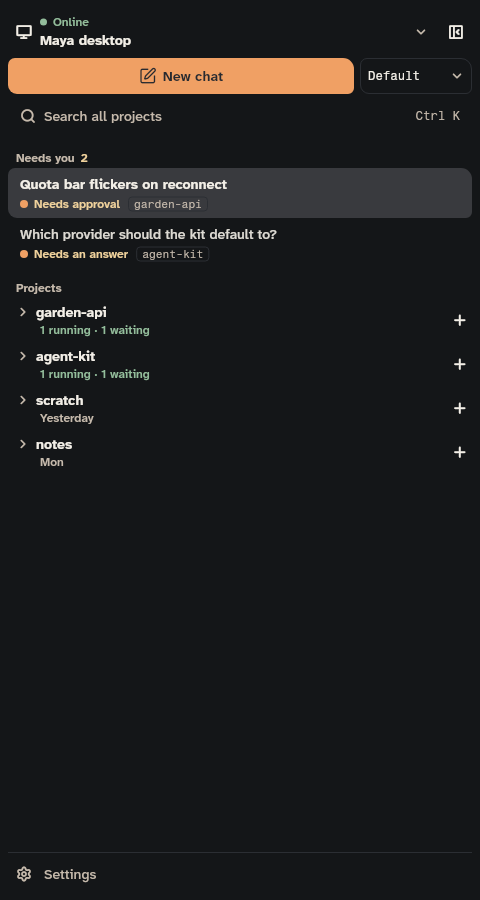 Online
Maya desktop
New chat
Default
Search all projects
Ctrl K
Needs you 2
Quota bar flickers on reconnect
Needs approval garden-api
Which provider should the kit default to?
Needs an answer agent-kit
Projects
garden-api
1 running · 1 waiting
agent-kit
1 running · 1 waiting
scratch
Yesterday
notes
Mon
Settings